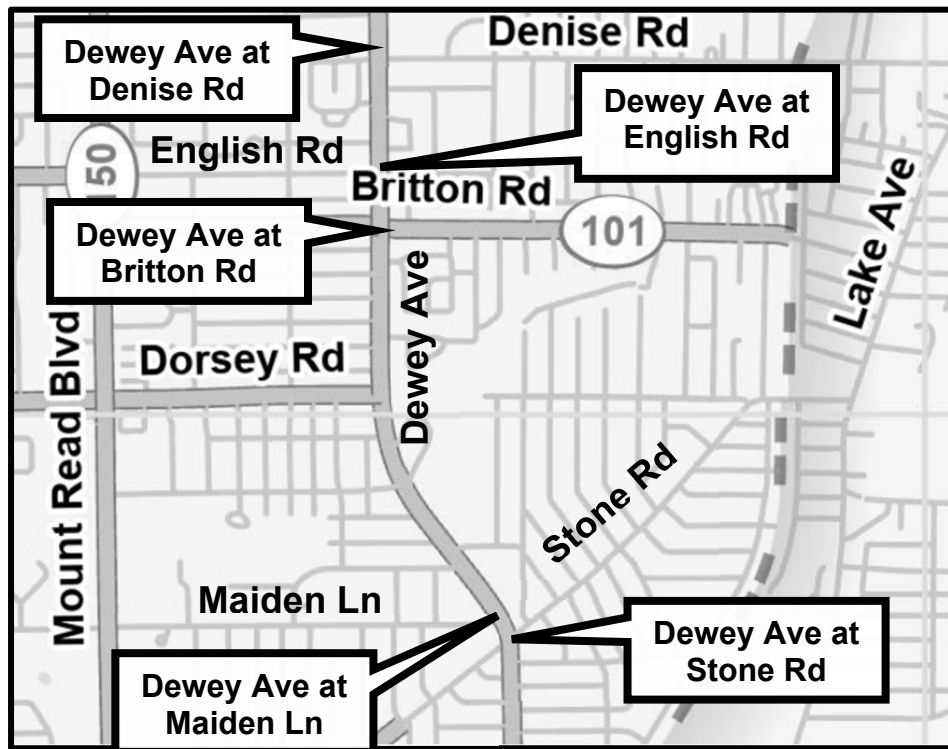 Dewey Ave at
Denise Rd
Denise Rd
Dewey Ave at
English Rd
English Rd
150
Britton Rd
101
Dewey Ave at
Britton Rd
Lake Ave
Dewey Ave
Dorsey Rd
Mount Read Blvd
Stone Rd
Maiden Ln
Dewey Ave at
Stone Rd
Dewey Ave at
Maiden Ln